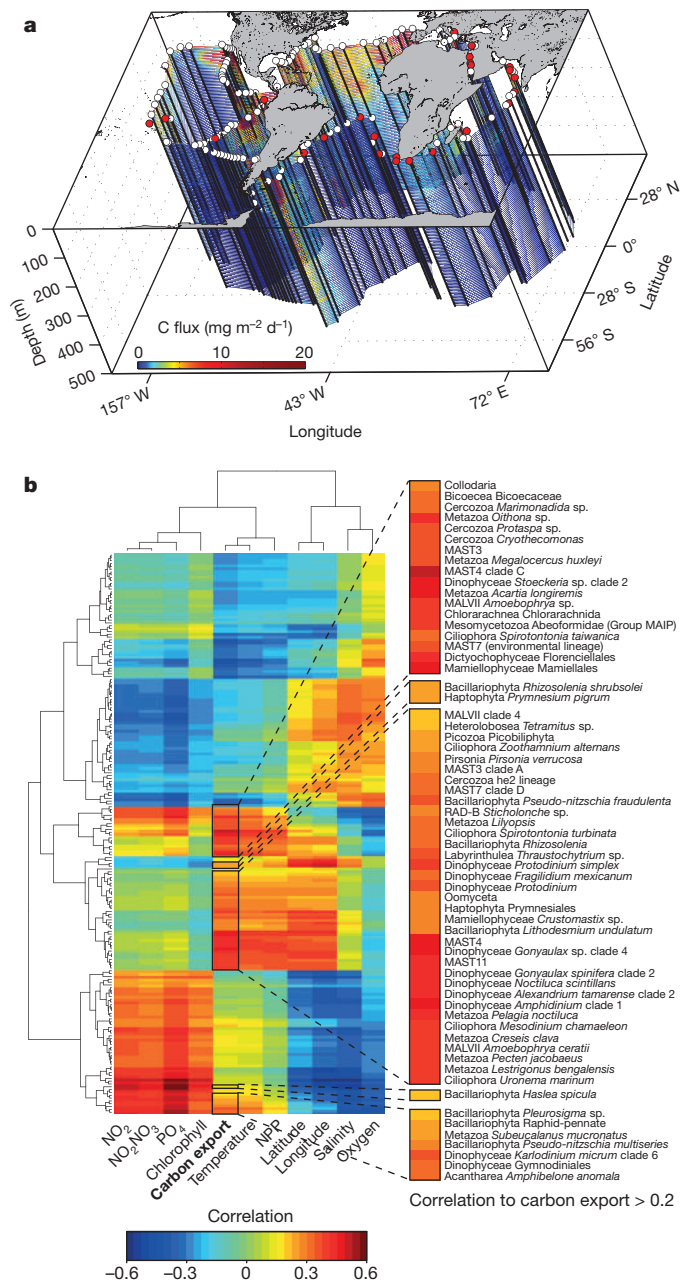 a
0
100
200
300
400
500
Depth (m)
C flux (mg m⁻² d⁻¹)
0
10
20
157° W
43° W
72° E
Longitude
28° N
0°
28° S
56° S
Latitude
b
Collodaria
Bicoecea Bicoecaceae
Cercozoa Marimonadida sp.
Metazoa Oithona sp.
Cercozoa Protaspa sp.
Cercozoa Cryothecomonas
MAST3
Metazoa Megalocercus huxleyi
MAST4 clade C
Dinophyceae Stoeckeria sp. clade 2
Metazoa Acartia longiremis
MALVII Amoebophrya sp.
Chlorarachnea Chlorarachnida
Mesomycetozoa Abeoformidae (Group MAIP)
Ciliophora Spirotontonia taiwanica
MAST7 (environmental lineage)
Dictyochophyceae Florenciellales
Mamiellophyceae Mamiellales
Bacillariophyta Rhizosolenia shrubsolei
Haptophyta Prymnesium pigrum
MALVII clade 4
Heterolobosea Tetramitus sp.
Picozoa Picobiliphyta
Ciliophora Zoothamnium alternans
Pirsonia Pirsonia verrucosa
MAST3 clade A
Cercozoa he2 lineage
MAST7 clade D
Bacillariophyta Pseudo-nitzschia fraudulenta
RAD-B Sticholonche sp.
Metazoa Lilyopsis
Ciliophora Spirotontonia turbinata
Bacillariophyta Rhizosolenia
Labyrinthulea Thraustochytrium sp.
Dinophyceae Protodinium simplex
Dinophyceae Fragilidium mexicanum
Dinophyceae Protodinium
Oomyceta
Haptophyta Prymnesiales
Mamiellophyceae Crustomastix sp.
Bacillariophyta Lithodesmium undulatum
MAST4
Dinophyceae Gonyaulax sp. clade 4
MAST11
Dinophyceae Gonyaulax spinifera clade 2
Dinophyceae Noctiluca scintillans
Dinophyceae Alexandrium tamarense clade 2
Dinophyceae Amphidinium clade 1
Metazoa Pelagia noctiluca
Ciliophora Mesodinium chamaeleon
Metazoa Creseis clava
MALVII Amoebophrya ceratii
Metazoa Pecten jacobaeus
Metazoa Lestrigonus bengalensis
Ciliophora Uronema marinum
Bacillariophyta Haslea spicula
Bacillariophyta Pleurosigma sp.
Bacillariophyta Raphid-pennate
Metazoa Subeucalanus mucronatus
Bacillariophyta Pseudo-nitzschia multiseries
Dinophyceae Karlodinium micrum clade 6
Dinophyceae Gymnodiniales
Acantharea Amphibelone anomala
Correlation to carbon export > 0.2
NO₂
NO₂NO₃
PO₄
Chlorophyll
Carbon export
Temperature
NPP
Latitude
Longitude
Salinity
Oxygen
Correlation
−0.6
−0.3
0
0.3
0.6